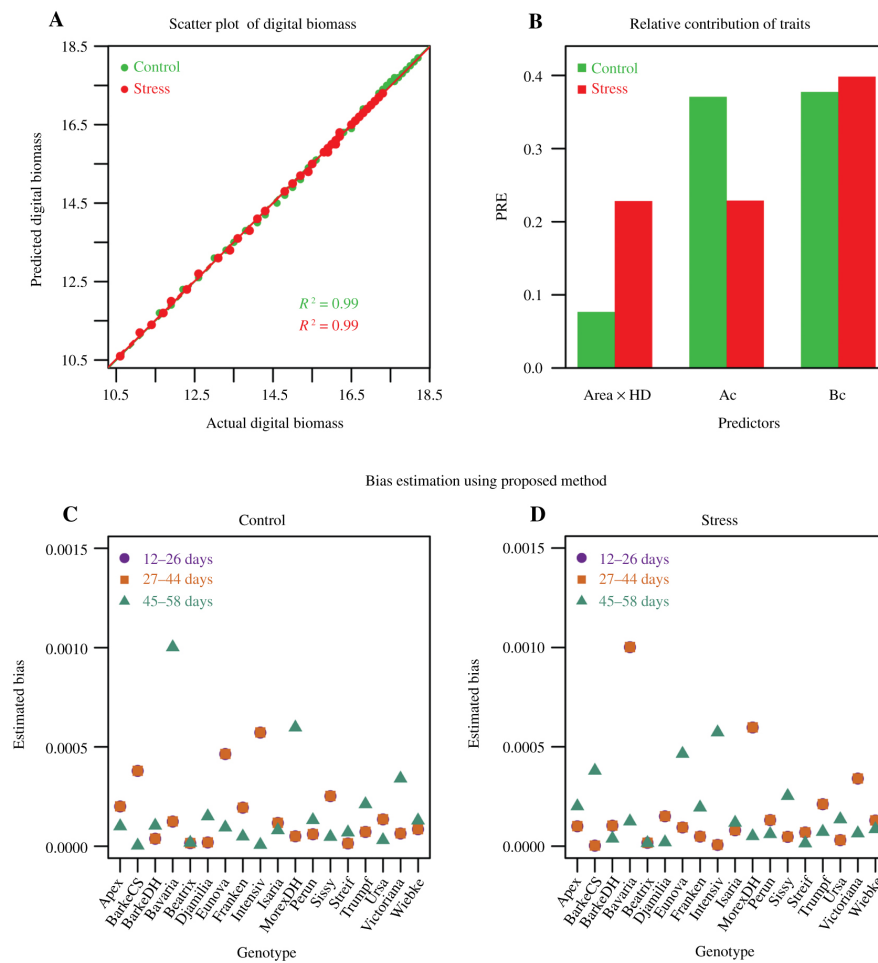 A
Scatter plot of digital biomass
18.5
16.5
14.5
12.5
10.5
Predicted digital biomass
Control
Stress
R² = 0.99
R² = 0.99
10.5 12.5 14.5 16.5 18.5
Actual digital biomass
B
Relative contribution of traits
0.4
0.3
0.2
0.1
0.0
PRE
Control
Stress
Area × HD Ac Bc
Predictors
Bias estimation using proposed method
C
Control
0.0015
0.0010
0.0005
0.0000
Estimated bias
12–26 days
27–44 days
45–58 days
Apex BarkeCS BarkeDH Bavaria Beatrix Djamilia Eunova Franken Intensiv Isaria MorexDH Perun Sissy Streif Trumpf Ursa Victoriana Wiebke
Genotype
D
Stress
0.0015
0.0010
0.0005
0.0000
Estimated bias
12–26 days
27–44 days
45–58 days
Apex BarkeCS BarkeDH Bavaria Beatrix Djamilia Eunova Franken Intensiv Isaria MorexDH Perun Sissy Streif Trumpf Ursa Victoriana Wiebke
Genotype